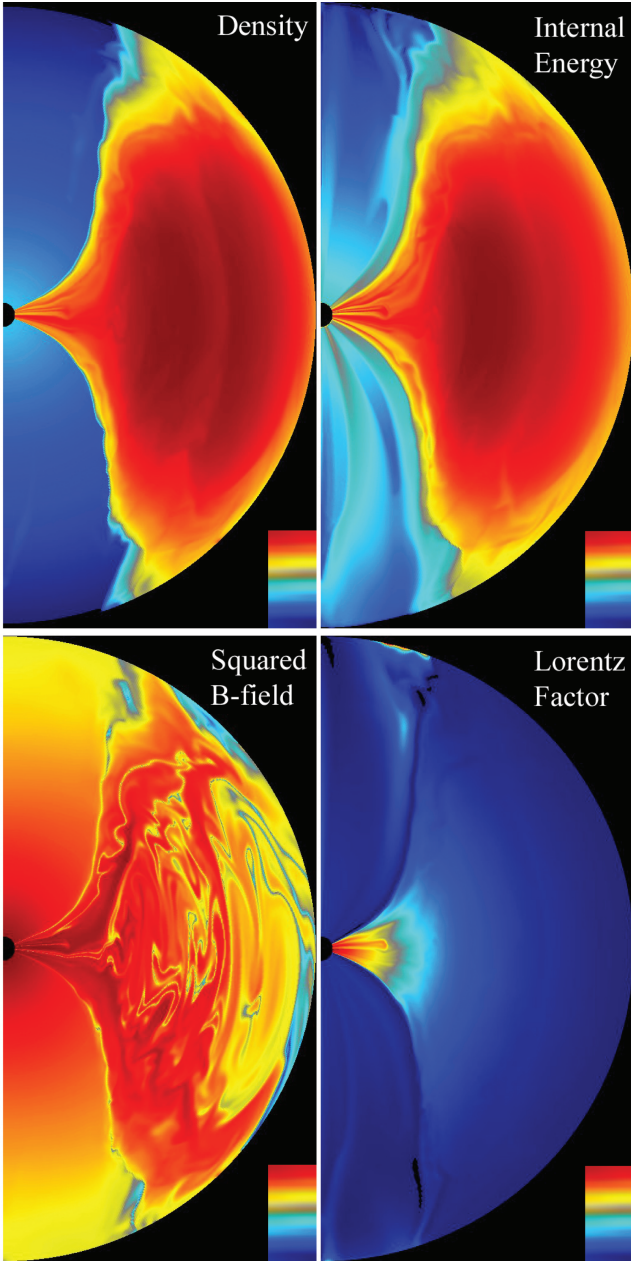 Density
Internal
Energy
Squared
B-field
Lorentz
Factor